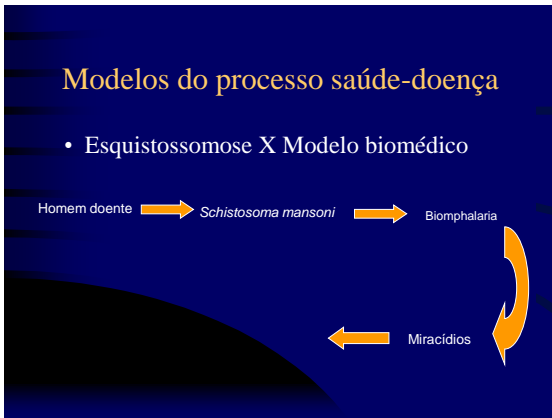 Modelos do processo saúde-doença
• Esquistossomose X Modelo biomédico
Homem doente Schistosoma mansoni Biomphalaria
Miracídios